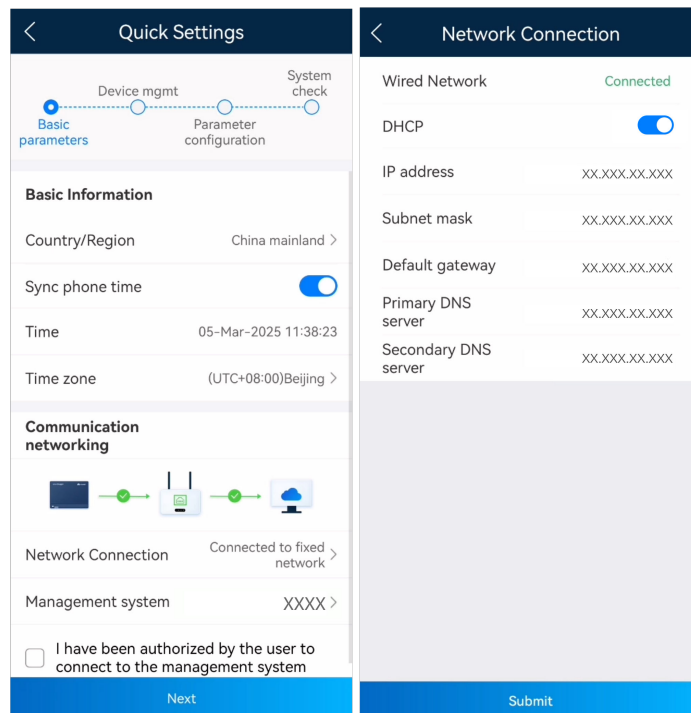 Quick Settings
Device mgmt
System
check
Basic
parameters
Parameter
configuration
Basic Information
Country/Region
China mainland
Sync phone time
Time
05-Mar-2025 11:38:23
Time zone
(UTC+08:00)Beijing
Communication
networking
Network Connection
Connected to fixed
network
Management system
XXXX
I have been authorized by the user to
connect to the management system
Next
Network Connection
Wired Network
Connected
DHCP
IP address
XX.XXX.XX.XXX
Subnet mask
XX.XXX.XX.XXX
Default gateway
XX.XXX.XX.XXX
Primary DNS
server
XX.XXX.XX.XXX
Secondary DNS
server
XX.XXX.XX.XXX
Submit